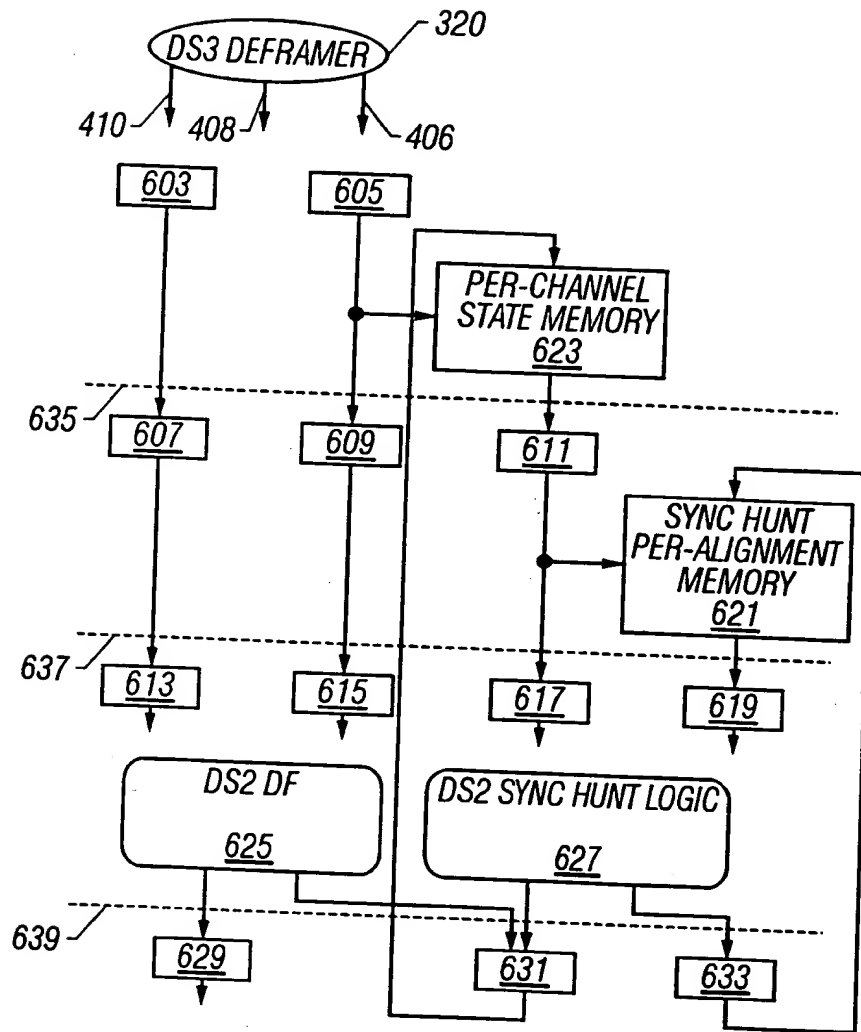 320
DS3 DEFRAMER
410
408
406
603
605
PER-CHANNEL
STATE MEMORY
623
635
607
609
611
SYNC HUNT
PER-ALIGNMENT
MEMORY
621
637
613
615
617
619
DS2 DF
625
DS2 SYNC HUNT LOGIC
627
639
629
631
633